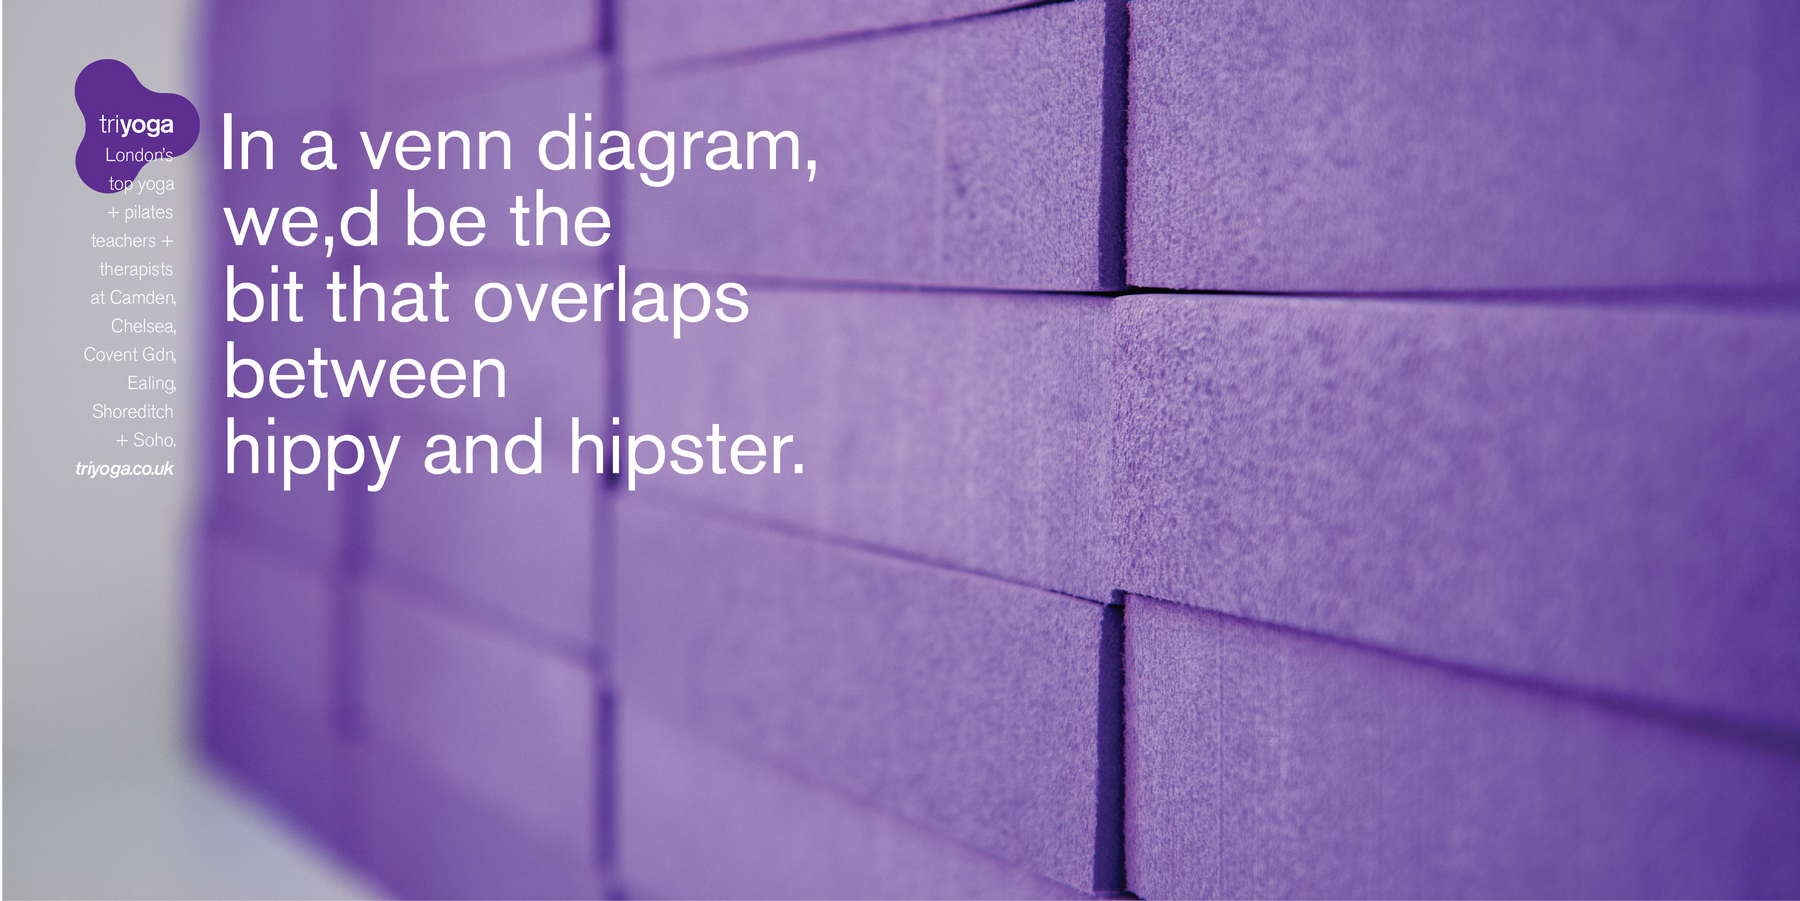 triyoga
London's
top yoga
+ pilates
teachers +
therapists
at Camden,
Chelsea,
Covent Gdn,
Ealing,
Shoreditch
+ Soho.
triyoga.co.uk
In a venn diagram,
we,d be the
bit that overlaps
between
hippy and hipster.